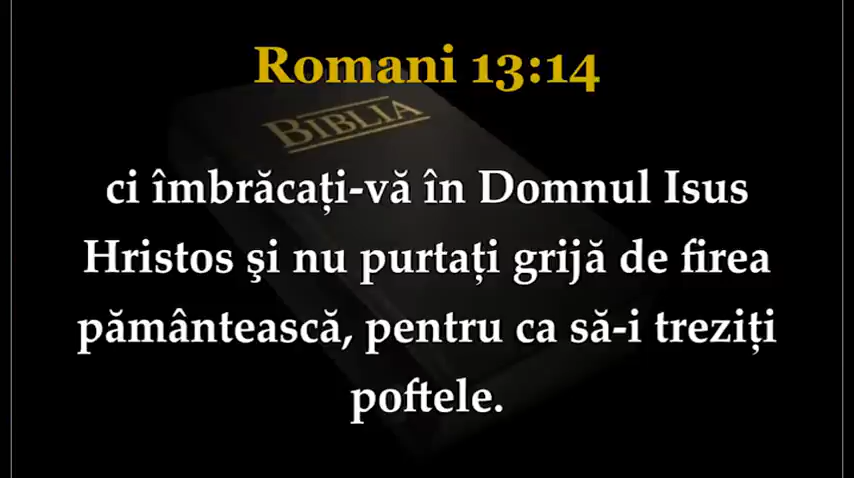 Romani 13:14
BIBLIA
ci îmbrăcați-vă în Domnul Isus
Hristos şi nu purtați grijă de firea
pământească, pentru ca să-i treziți
poftele.